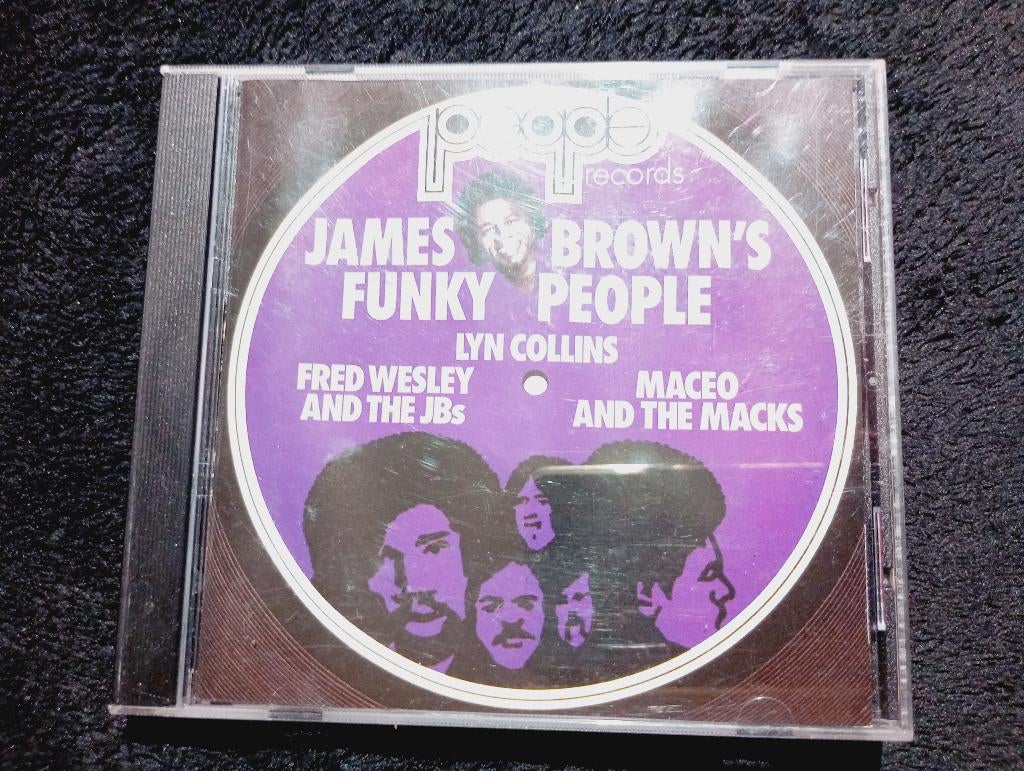 people
records
JAMES BROWN'S
FUNKY PEOPLE
LYN COLLINS
FRED WESLEY
AND THE JBs
MACEO
AND THE MACKS